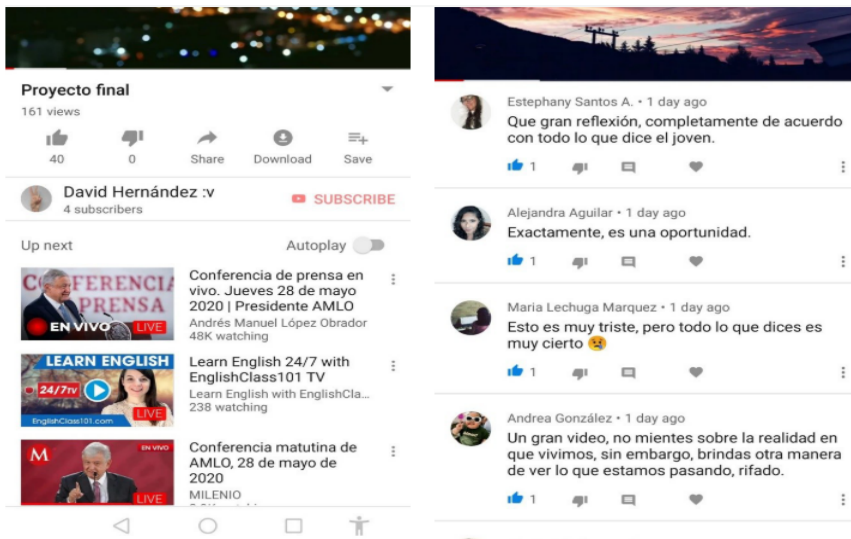 Proyecto final
161 views
40
0
Share
Download
Save
David Hernández :v
4 subscribers
SUBSCRIBE
Up next
Autoplay
CONFERENCIA
PRENSA
EN VIVO
LIVE
Conferencia de prensa en
vivo. Jueves 28 de mayo
2020 | Presidente AMLO
Andrés Manuel López Obrador
48K watching
LEARN ENGLISH
24/7TV
EnglishClass101.com
LIVE
Learn English 24/7 with
EnglishClass101 TV
Learn English with EnglishCla...
238 watching
M
EN VIVO
LIVE
Conferencia matutina de
AMLO, 28 de mayo de
2020
MILENIO
Estephany Santos A. • 1 day ago
Que gran reflexión, completamente de acuerdo
con todo lo que dice el joven.
1
Alejandra Aguilar • 1 day ago
Exactamente, es una oportunidad.
1
Maria Lechuga Marquez • 1 day ago
Esto es muy triste, pero todo lo que dices es
muy cierto 😢
1
Andrea González • 1 day ago
Un gran video, no mientes sobre la realidad en
que vivimos, sin embargo, brindas otra manera
de ver lo que estamos pasando, rifado.
1